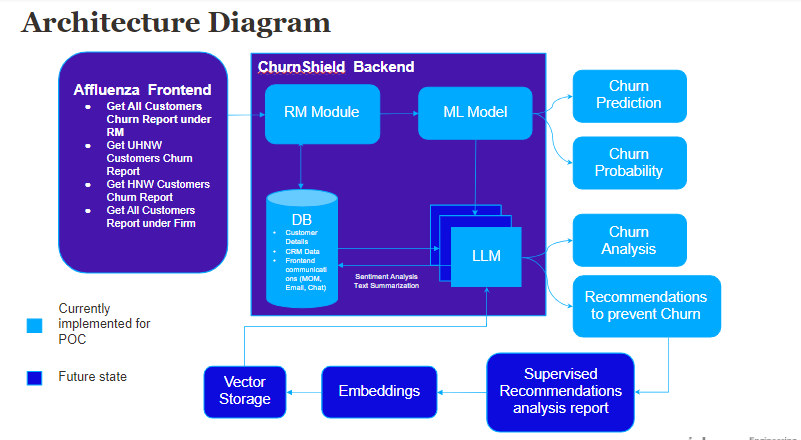 Architecture Diagram
Affluenza Frontend
Get All Customers
Churn Report under
RM
Get UHNW
Customers Churn
Report
Get HNW Customers
Churn Report
Get All Customers
Report under Firm
ChurnShield Backend
RM Module
ML Model
Churn
Prediction
Churn
Probability
DB
Customer
Details
CRM Data
Frontend
communicati
ons (MOM,
Email, Chat)
Sentiment Analysis
Text Summarization
LLM
Churn
Analysis
Recommendations
to prevent Churn
Currently
implemented for
POC
Future state
Vector
Storage
Embeddings
Supervised
Recommendations
analysis report